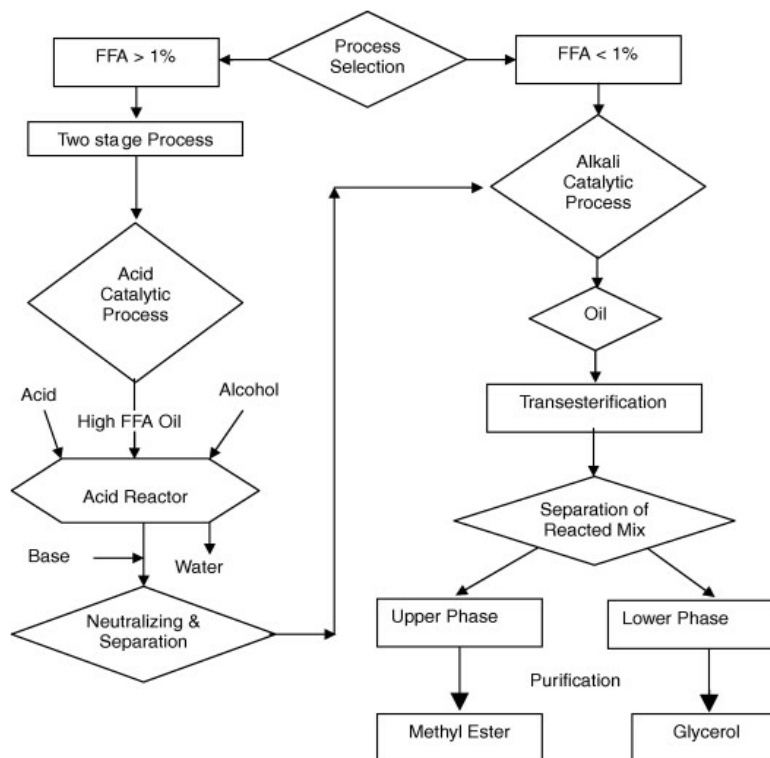 FFA > 1%
Process
Selection
FFA < 1%
Two stage Process
Alkali
Catalytic
Process
Acid
Catalytic
Process
Oil
Acid
Alcohol
High FFA Oil
Transesterification
Acid Reactor
Separation of
Reacted Mix
Base
Water
Neutralizing &
Separation
Upper Phase
Lower Phase
Purification
Methyl Ester
Glycerol